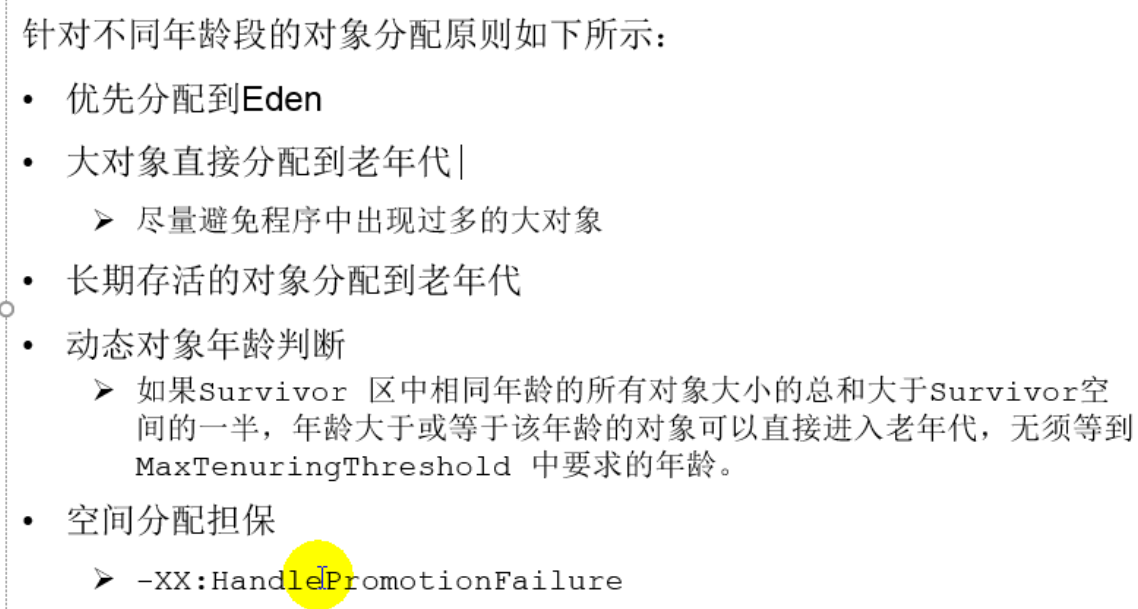 针对不同年龄段的对象分配原则如下所示：
• 优先分配到Eden
• 大对象直接分配到老年代
➢ 尽量避免程序中出现过多的大对象
• 长期存活的对象分配到老年代
• 动态对象年龄判断
➢ 如果Survivor 区中相同年龄的所有对象大小的总和大于Survivor空
间的一半，年龄大于或等于该年龄的对象可以直接进入老年代，无须等到
MaxTenuringThreshold 中要求的年龄。
• 空间分配担保
➢ -XX:HandlePromotionFailure